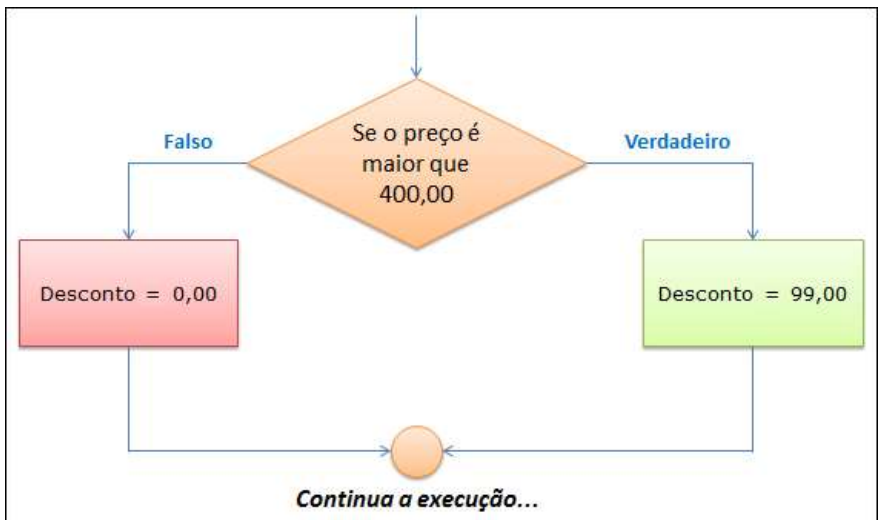 Se o preço é
maior que
400,00
Falso
Verdadeiro
Desconto = 0,00
Desconto = 99,00
Continua a execução...